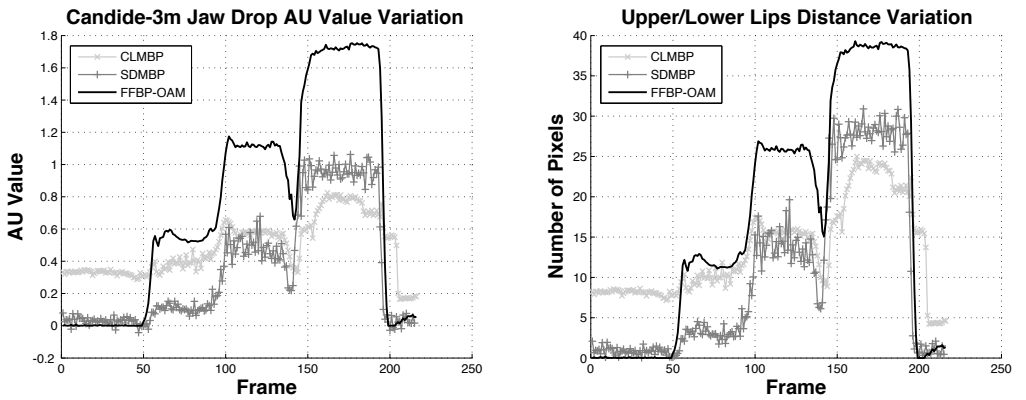 Candide-3m Jaw Drop AU Value Variation
1.8
1.6
1.4
1.2
1
0.8
0.6
0.4
0.2
0
-0.2
AU Value
CLMBP
SDMBP
FFBP-OAM
0
50
100
150
200
250
Frame
Upper/Lower Lips Distance Variation
40
35
30
25
20
15
10
5
0
Number of Pixels
CLMBP
SDMBP
FFBP-OAM
0
50
100
150
200
250
Frame